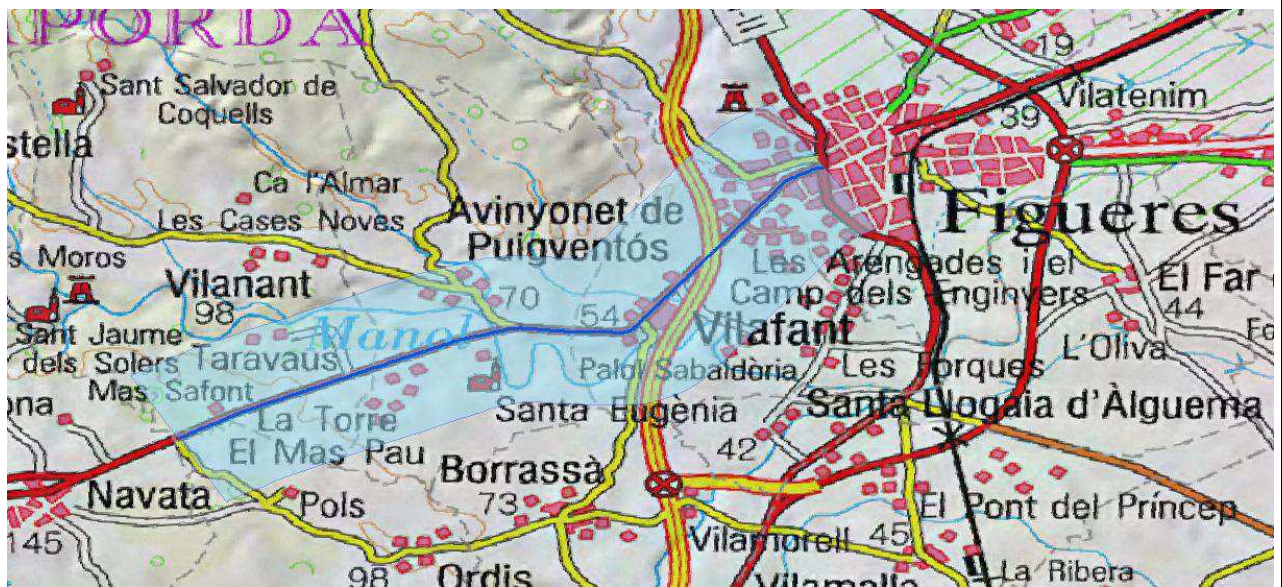 PORDÀ
19
Sant Salvador de
Coquells
Vilatenim
39
stella
Ca l'Almar
Les Cases Noves
Avinyonet de
Puigventós
Figueres
s Moros
Vilanant
98
70
54
Les Arengades i el
Camp dels Enginyers
El Far
44
Sant Jaume
dels Solers
Taravaus
Manol
Vilafant
L'Oliva
Fo
Mas Safont
Palol Sabaldòria
Les Forques
ona
La Torre
El Mas Pau
Santa Eugènia
Santa Llogaia d'Àlguema
42
Navata
Pols
Borrassà
73
El Pont del Príncep
145
Vilamorell
45
98
Ordis
Vilamalla
La Ribera